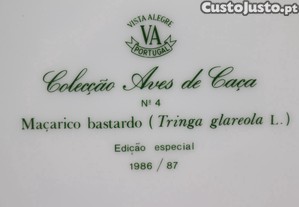 CustoJusto.pt
VISTA ALEGRE
VA
PORTUGAL
Colecção Aves de Caça
Nº 4
Maçarico bastardo (Tringa glareola L.)
Edição especial
1986/87